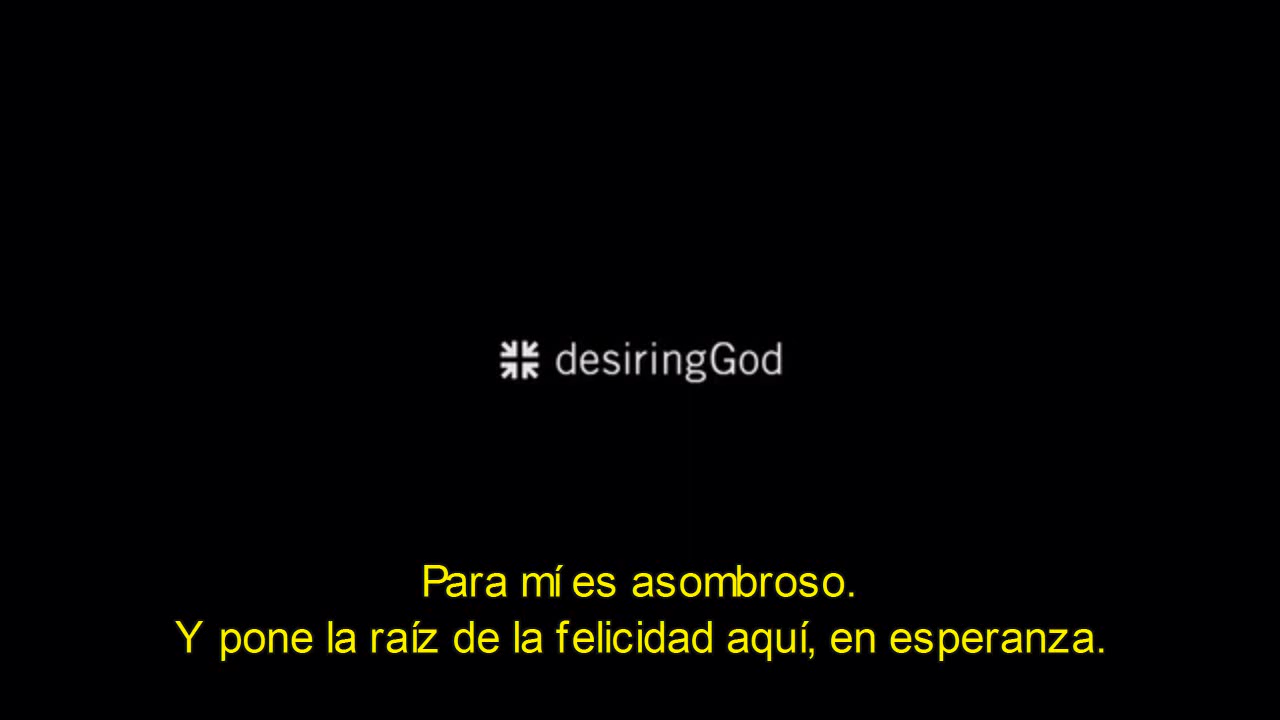 desiringGod
Para mí es asombroso.
Y pone la raíz de la felicidad aquí, en esperanza.